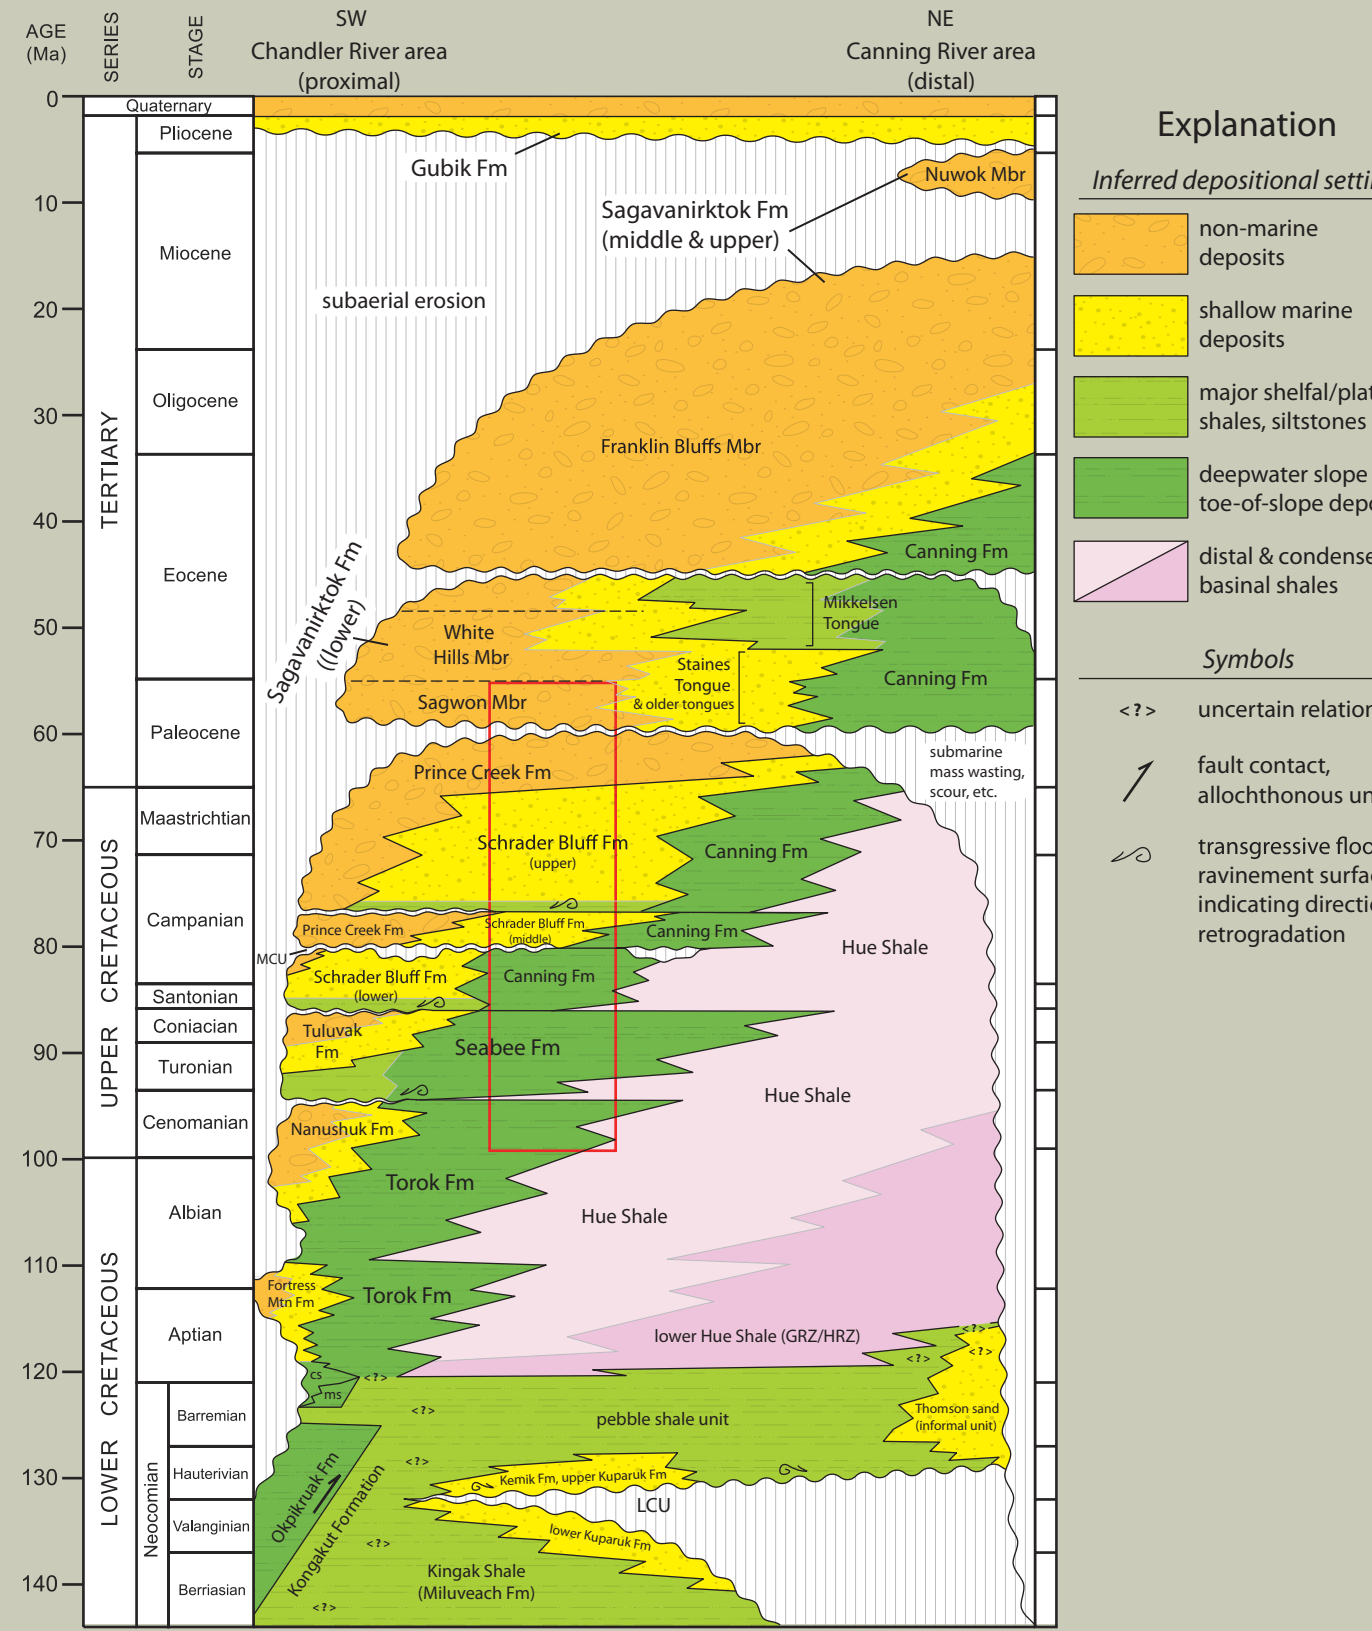 AGE
(Ma)
SERIES
STAGE
SW
Chandler River area
(proximal)
NE
Canning River area
(distal)
0
10
20
30
40
50
60
70
80
90
100
110
120
130
140
TERTIARY
UPPER CRETACEOUS
LOWER CRETACEOUS
Neocomian
Quaternary
Pliocene
Miocene
Oligocene
Eocene
Paleocene
Maastrichtian
Campanian
Santonian
Coniacian
Turonian
Cenomanian
Albian
Aptian
Barremian
Hauterivian
Valanginian
Berriasian
Gubik Fm
Nuwok Mbr
Sagavanirktok Fm
(middle & upper)
subaerial erosion
Franklin Bluffs Mbr
Canning Fm
Sagavanirktok Fm
((lower)
White
Hills Mbr
Mikkelsen
Tongue
Staines
Tongue
& older tongues
Canning Fm
Sagwon Mbr
submarine
mass wasting,
scour, etc.
Prince Creek Fm
Schrader Bluff Fm
(upper)
Canning Fm
Prince Creek Fm
Schrader Bluff Fm
(middle)
Canning Fm
Hue Shale
MCU
Schrader Bluff Fm
(lower)
Canning Fm
Tuluvak
Fm
Seabee Fm
Hue Shale
Nanushuk Fm
Torok Fm
Hue Shale
Fortress
Mtn Fm
Torok Fm
lower Hue Shale (GRZ/HRZ)
<?>
<?>
<?>
cs
ms
<?>
<?>
pebble shale unit
Thomson sand
(informal unit)
<?>
Kemik Fm, upper Kuparuk Fm
LCU
Okpikruak Fm
Kongakut Formation
lower Kuparuk Fm
<?>
Kingak Shale
(Miluveach Fm)
<?>
Explanation
Inferred depositional settin
non-marine
deposits
shallow marine
deposits
major shelfal/plat
shales, siltstones
deepwater slope
toe-of-slope depo
distal & condense
basinal shales
Symbols
<?>
uncertain relation
fault contact,
allochthonous un
transgressive floo
ravinement surfac
indicating directio
retrogradation